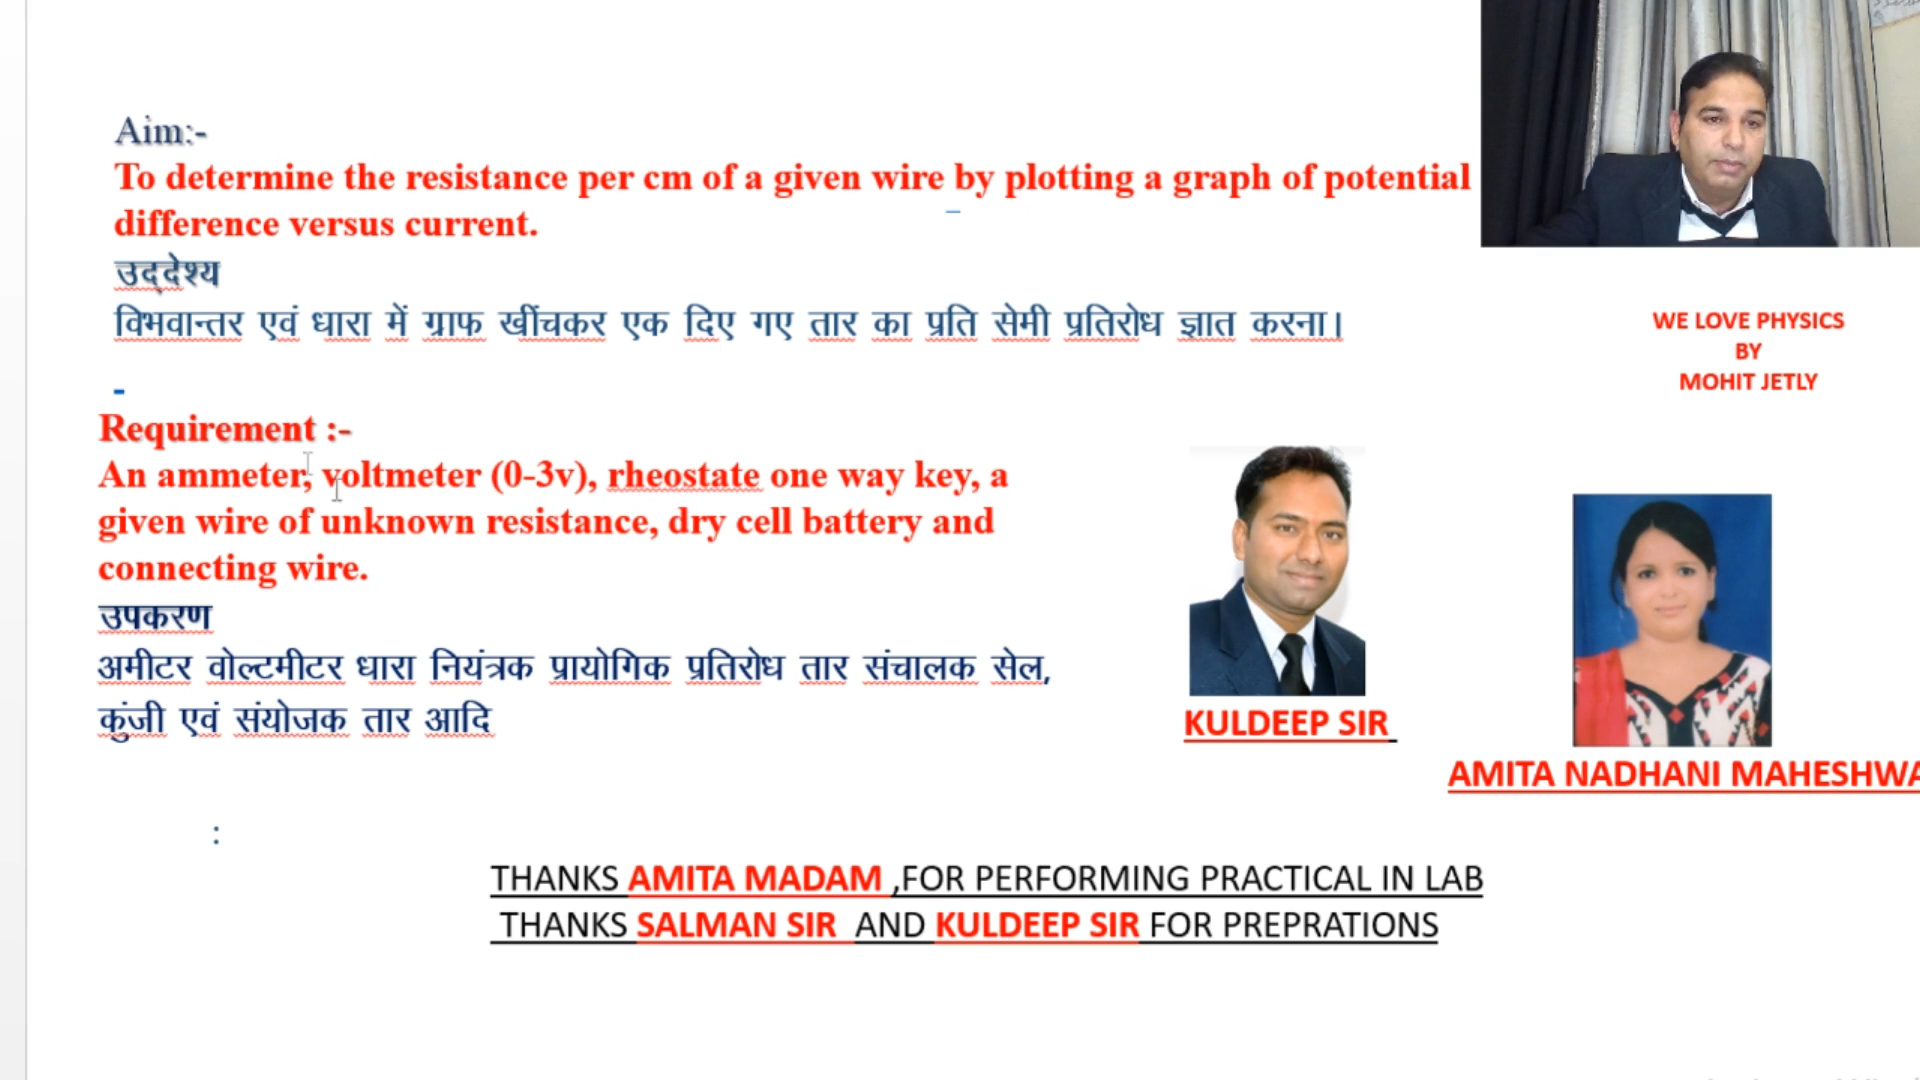 Aim:-
To determine the resistance per cm of a given wire by plotting a graph of potential
difference versus current.
उद्देश्य
विभवान्तर एवं धारा में ग्राफ खींचकर एक दिए गए तार का प्रति सेमी प्रतिरोध ज्ञात करना।
Requirement :-
An ammeter, voltmeter (0-3v), rheostate one way key, a
given wire of unknown resistance, dry cell battery and
connecting wire.
उपकरण
अमीटर वोल्टमीटर धारा नियंत्रक प्रायोगिक प्रतिरोध तार संचालक सेल,
कुंजी एवं संयोजक तार आदि
WE LOVE PHYSICS
BY
MOHIT JETLY
KULDEEP SIR
AMITA NADHANI MAHESHWA
:
THANKS AMITA MADAM ,FOR PERFORMING PRACTICAL IN LAB
THANKS SALMAN SIR AND KULDEEP SIR FOR PREPRATIONS